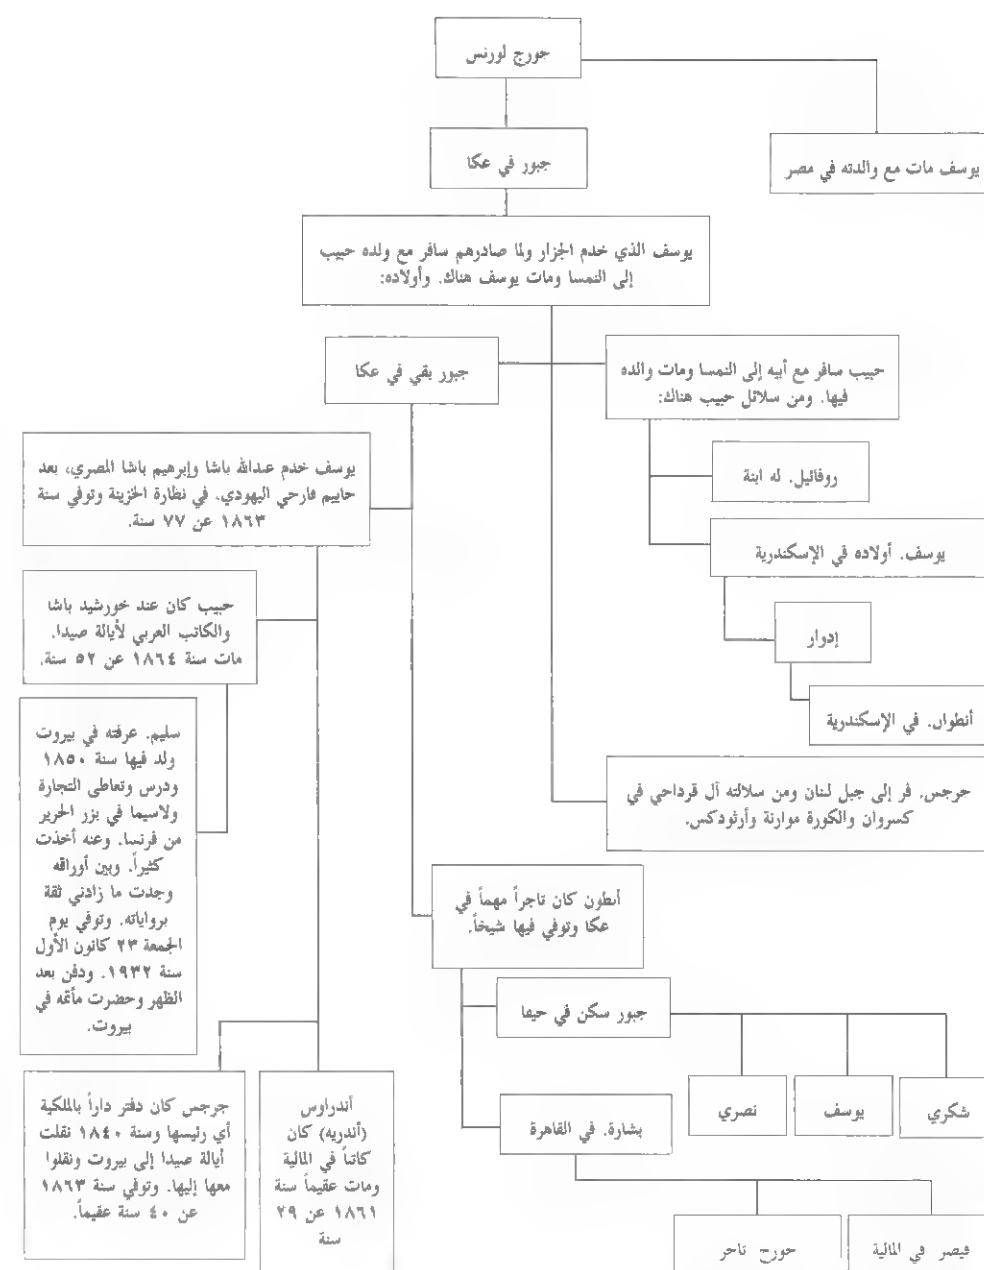 جورج لورنس
يوسف مات مع والدته في مصر
جبور في عكا
يوسف الذي خدم الجزار ولما صادرهم سافر مع ولده حبيب
إلى النمسا ومات يوسف هناك. وأولاده:
جبور بقي في عكا
حبيب سافر مع أبيه إلى النمسا ومات والده
فيها. ومن سلائل حبيب هناك:
روفائيل. له ابنة
يوسف. أولاده في الإسكندرية
إدوار
أنطوان. في الإسكندرية
جرجس. فر إلى جبل لبنان ومن سلالته آل قرداحي في
كسروان والكورة موارنة وأرثودكس.
يوسف خدم عبدالله باشا وإبرهيم باشا المصري، بعد
حاييم فارحي اليهودي. في نظارة الخزينة وتوفي سنة
١٨٦٣ عن ٧٧ سنة.
حبيب كان عند خورشيد باشا
والكاتب العربي لأيالة صيدا.
مات سنة ١٨٦٤ عن ٥٢ سنة.
سليم. عرفته في بيروت
ولد فيها سنة ١٨٥٠
ودرس وتعاطى التجارة
ولاسيما في بزر الحرير
من فرنسا. وعنه أخذت
كثيراً. وبين أوراقه
وجدت ما زادني ثقة
برواياته. وتوفي يوم
الجمعة ٢٣ كانون الأول
سنة ١٩٣٢. ودفن بعد
الظهر وحضرت مأتمه في
بيروت.
أنطون كان تاجراً مهماً في
عكا وتوفي فيها شيخاً.
جبور سكن في حيفا
شكري
يوسف
نصري
بشارة. في القاهرة
قيصر في المالية
جورج تاجر
أندراوس
(أندريه) كان
كاتباً في المالية
ومات عقيماً سنة
١٨٦١ عن ٢٩
سنة
جرجس كان دفتر داراً بالملكية
أي رئيسها وسنة ١٨٤٠ نقلت
أيالة صيدا إلى بيروت ونقلوا
معها إليها. وتوفي سنة ١٨٦٣
عن ٤٠ سنة عقيماً.